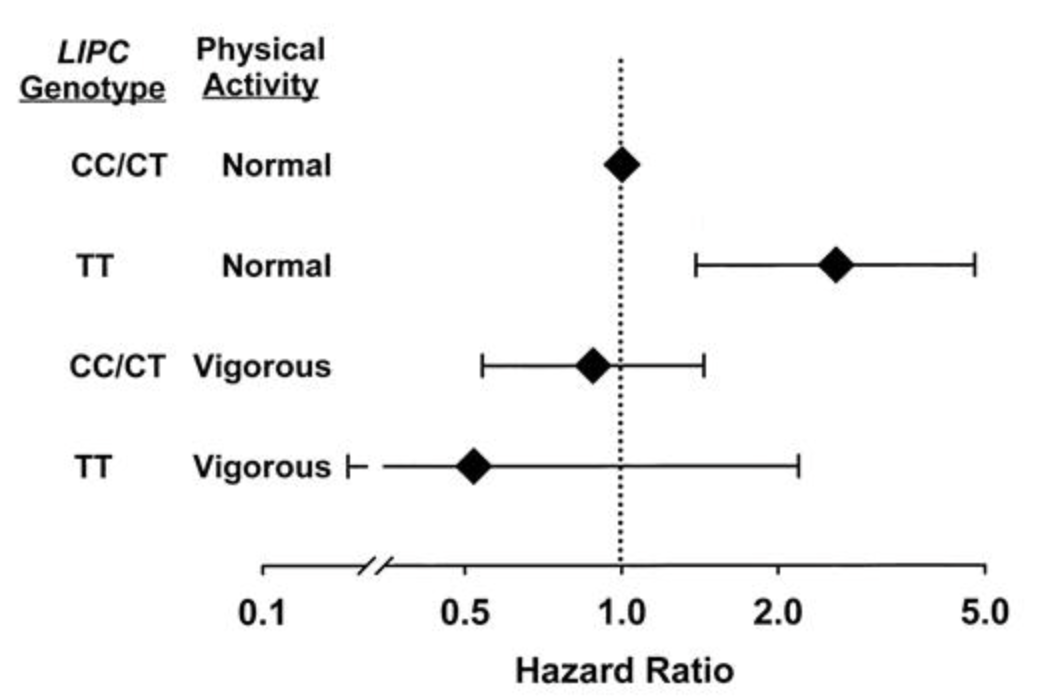 LIPC Physical
Genotype Activity
CC/CT Normal
TT Normal
CC/CT Vigorous
TT Vigorous
0.1 0.5 1.0 2.0 5.0
Hazard Ratio